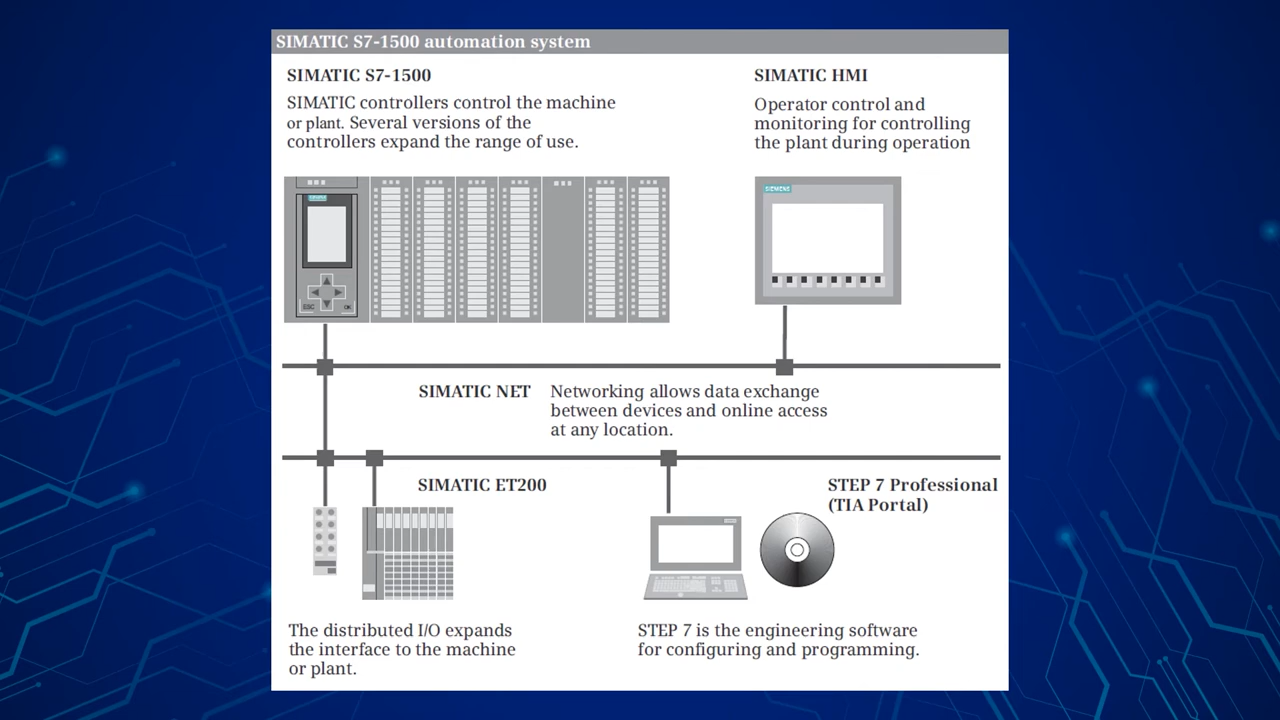 SIMATIC S7-1500 automation system
SIMATIC S7-1500
SIMATIC controllers control the machine
or plant. Several versions of the
controllers expand the range of use.
SIMATIC HMI
Operator control and
monitoring for controlling
the plant during operation
SIEMENS
ESC
OK
SIMATIC NET
Networking allows data exchange
between devices and online access
at any location.
SIMATIC ET200
The distributed I/O expands
the interface to the machine
or plant.
STEP 7 Professional
(TIA Portal)
STEP 7 is the engineering software
for configuring and programming.